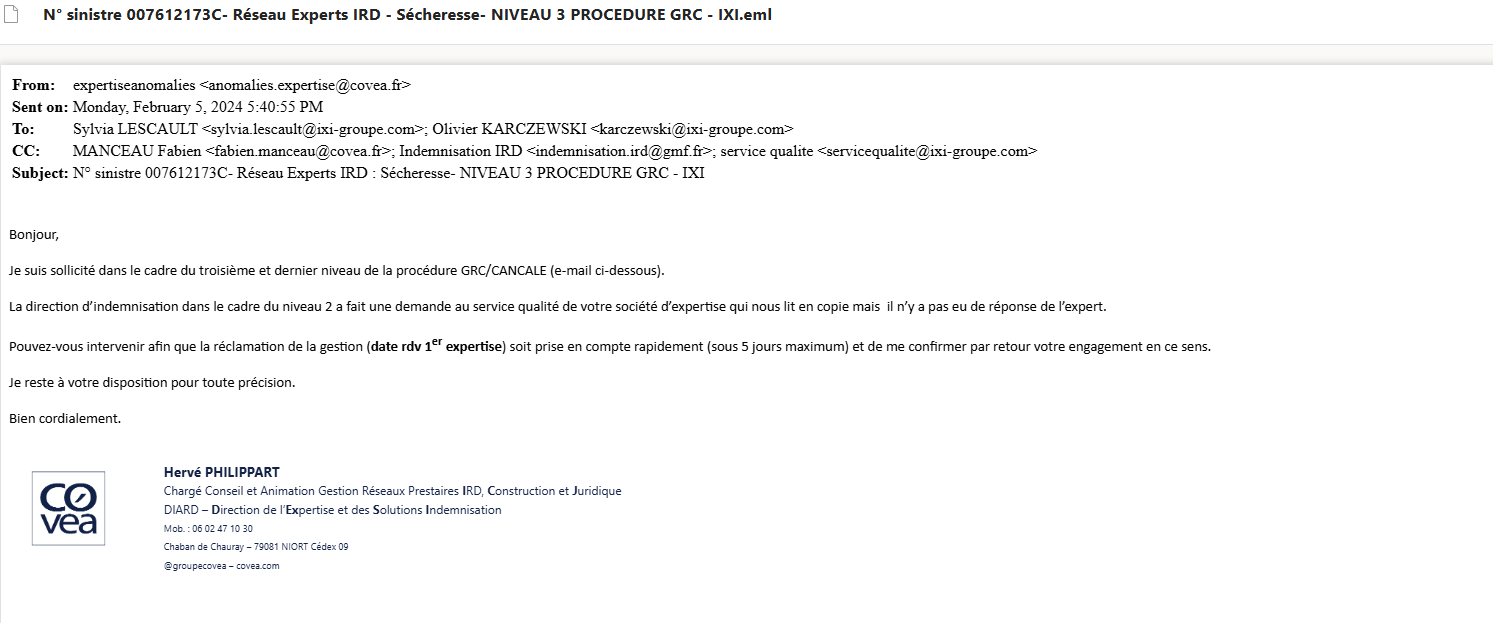 N° sinistre 007612173C- Réseau Experts IRD - Sécheresse- NIVEAU 3 PROCEDURE GRC - IXI.eml
From: expertiseanomalies <anomalies.expertise@covea.fr>
Sent on: Monday, February 5, 2024 5:40:55 PM
To: Sylvia LESCAULT <sylvia.lescault@ixi-groupe.com>; Olivier KARCZEWSKI <karczewski@ixi-groupe.com>
CC: MANCEAU Fabien <fabien.manceau@covea.fr>; Indemnisation IRD <indemnisation.ird@gmf.fr>; service qualite <servicequalite@ixi-groupe.com>
Subject: N° sinistre 007612173C- Réseau Experts IRD : Sécheresse- NIVEAU 3 PROCEDURE GRC - IXI
Bonjour,
Je suis sollicité dans le cadre du troisième et dernier niveau de la procédure GRC/CANCALE (e-mail ci-dessous).
La direction d'indemnisation dans le cadre du niveau 2 a fait une demande au service qualité de votre société d'expertise qui nous lit en copie mais  il n'y a pas eu de réponse de l'expert.
Pouvez-vous intervenir afin que la réclamation de la gestion (date rdv 1er expertise) soit prise en compte rapidement (sous 5 jours maximum) et de me confirmer par retour votre engagement en ce sens.
Je reste à votre disposition pour toute précision.
Bien cordialement.
covea
Hervé PHILIPPART
Chargé Conseil et Animation Gestion Réseaux Prestaires IRD, Construction et Juridique
DIARD – Direction de l'Expertise et des Solutions Indemnisation
Mob. : 06 02 47 10 30
Chaban de Chauray – 79081 NIORT Cédex 09
@groupecovea – covea.com